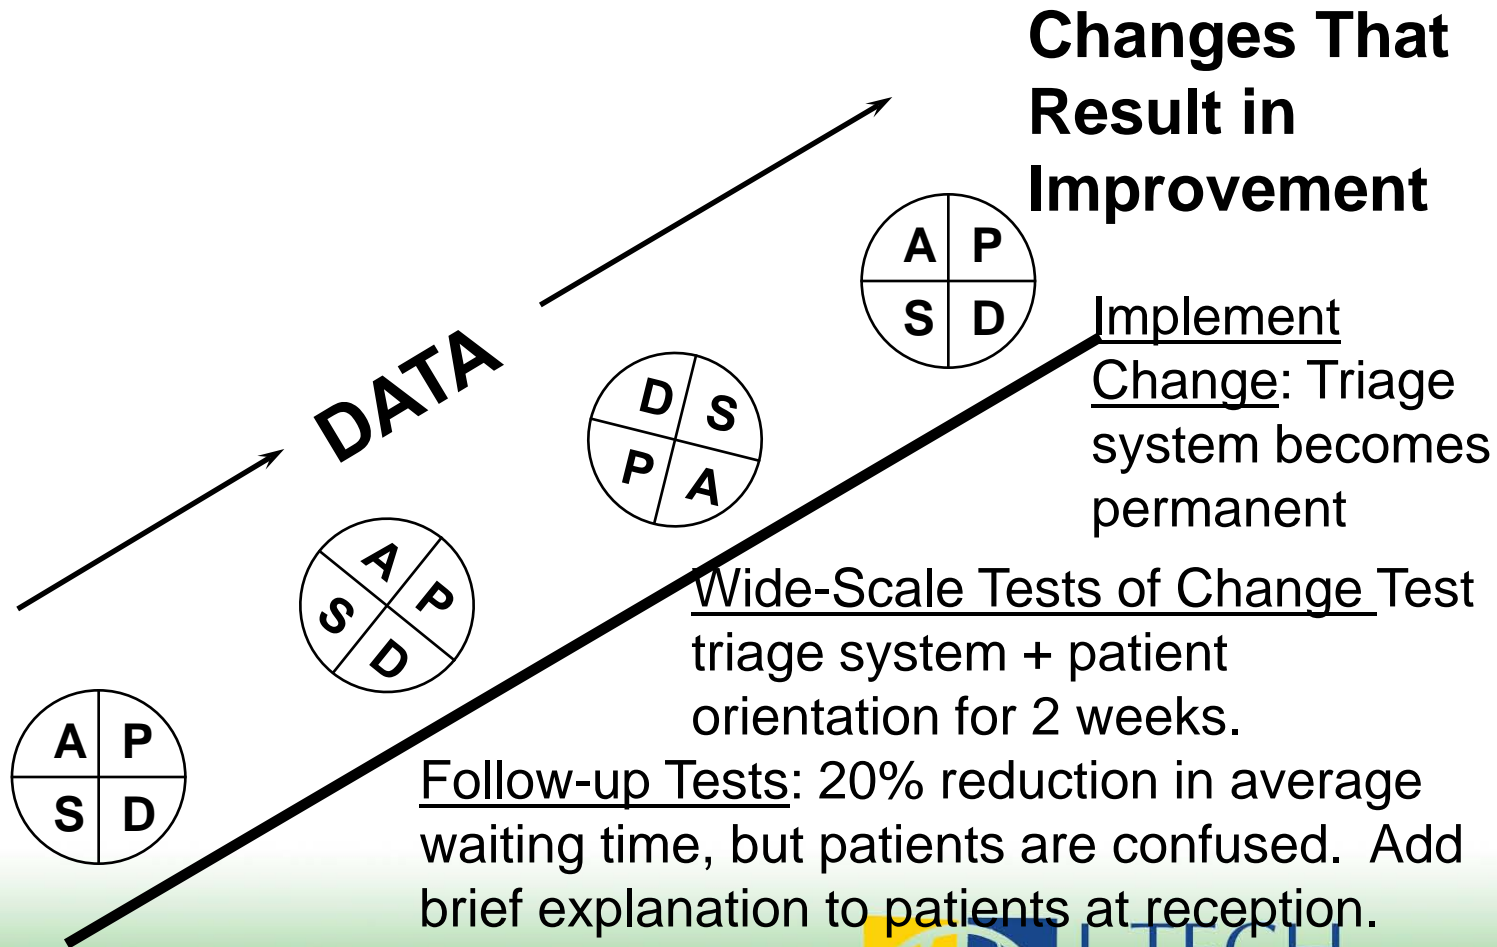 Changes That
Result in
Improvement
A P
S D
Implement
Change: Triage
system becomes
permanent
DATA
D S
P A
A P
S D
Wide-Scale Tests of Change Test
triage system + patient
orientation for 2 weeks.
A P
S D
Follow-up Tests: 20% reduction in average
waiting time, but patients are confused. Add
brief explanation to patients at reception.